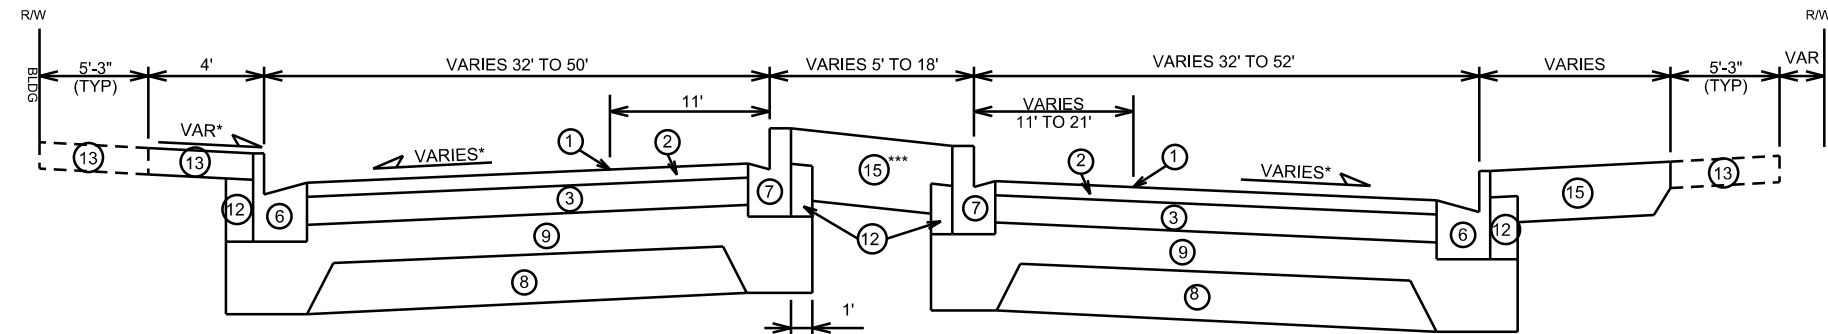 R/W
R/W
BLDG
5'-3"
(TYP)
4'
VARIES 32' TO 50'
VARIES 5' TO 18'
VARIES 32' TO 52'
VARIES
5'-3"
(TYP)
VAR
11'
VARIES
11' TO 21'
VAR*
1
2
VARIES*
15***
2
1
VARIES*
13
13
13
12
6
3
7
7
3
6
12
15
12
9
9
8
8
1'